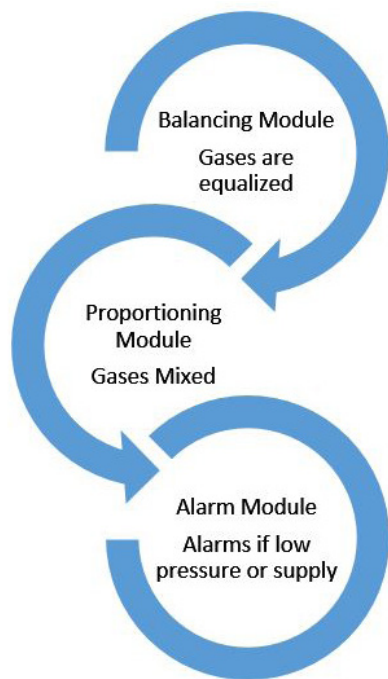 Balancing Module
Gases are
equalized
Proportioning
Module
Gases Mixed
Alarm Module
Alarms if low
pressure or supply